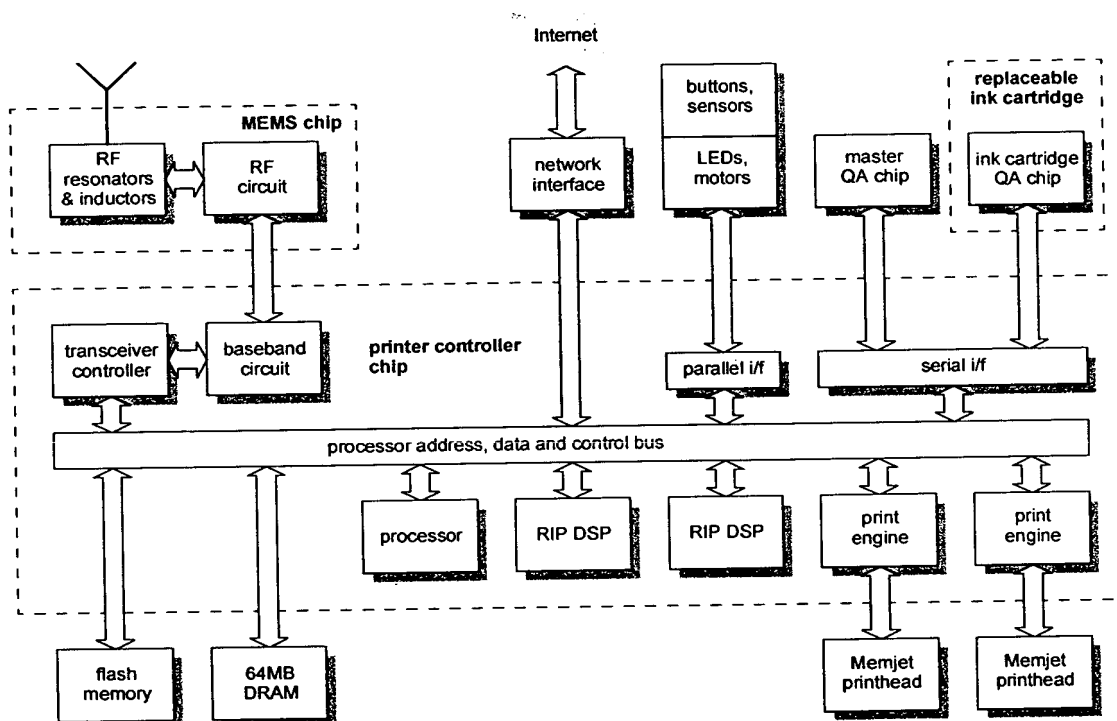 Internet
MEMS chip
RF
resonators
& inductors
RF
circuit
network
interface
buttons,
sensors
LEDs,
motors
master
QA chip
replaceable
ink cartridge
ink cartridge
QA chip
transceiver
controller
baseband
circuit
printer controller
chip
parallel i/f
serial i/f
processor address, data and control bus
processor
RIP DSP
RIP DSP
print
engine
print
engine
flash
memory
64MB
DRAM
Memjet
printhead
Memjet
printhead